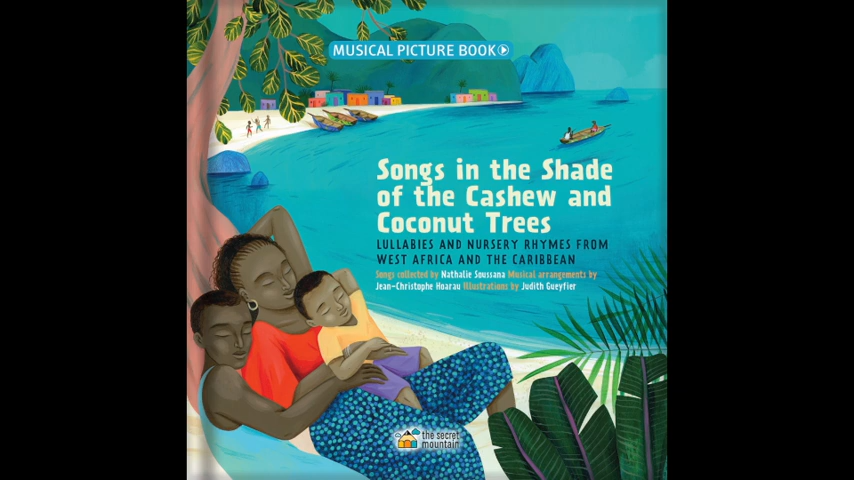 MUSICAL PICTURE BOOK
Songs in the Shade
of the Cashew and
Coconut Trees
LULLABIES AND NURSERY RHYMES FROM
WEST AFRICA AND THE CARIBBEAN
Songs collected by Nathalie Soussana Musical arrangements by
Jean-Christophe Hoarau Illustrations by Judith Gueyfier
the secret
mountain